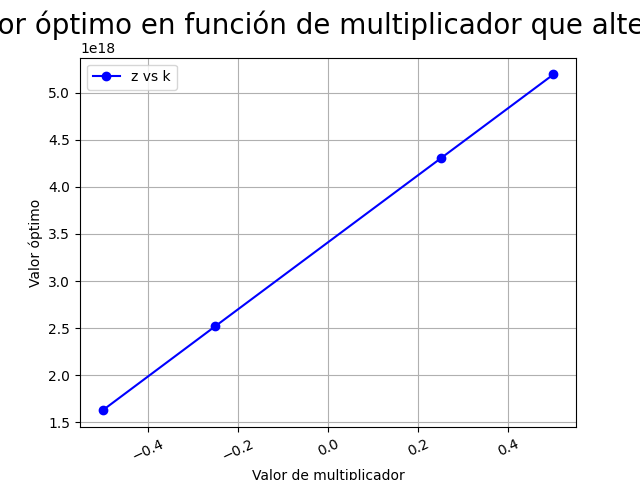 or óptimo en función de multiplicador que alte
1e18
z vs k
5.0
4.5
4.0
3.5
3.0
2.5
2.0
1.5
Valor óptimo
−0.4
−0.2
0.0
0.2
0.4
Valor de multiplicador